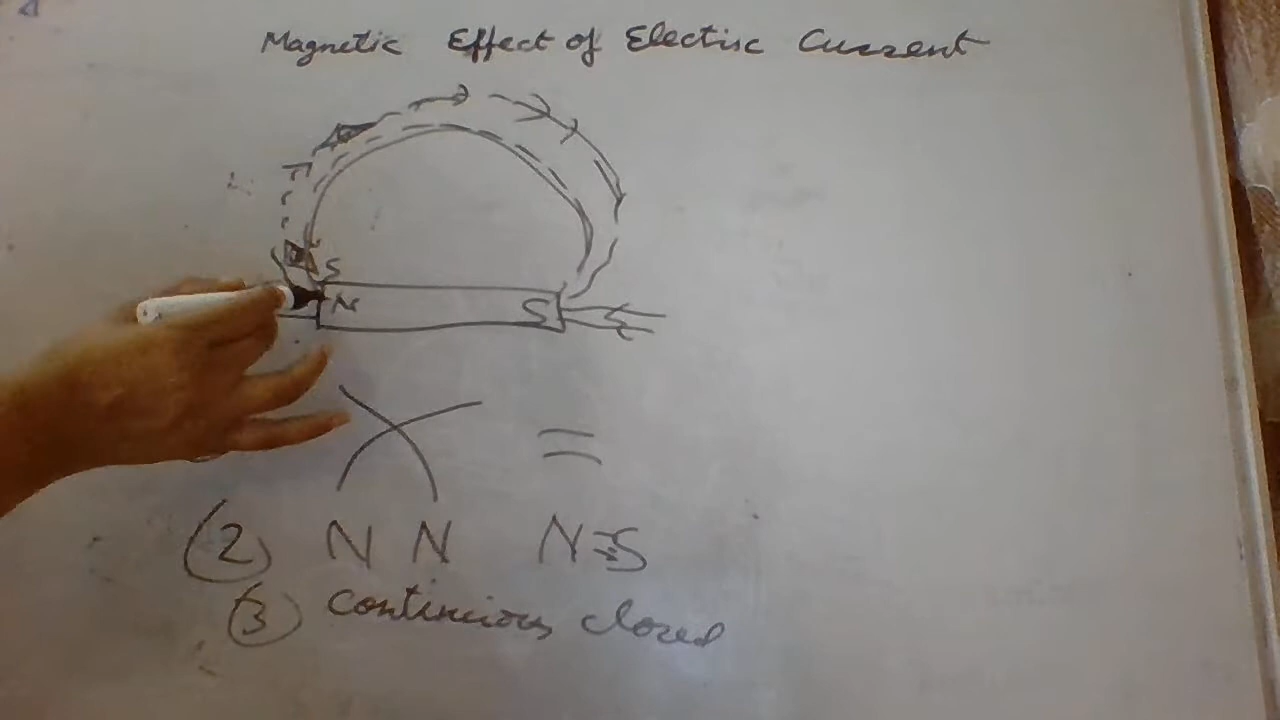 Magnetic Effect of Electric Current
S
N S
(2) N N N S
(3) Continuous closed